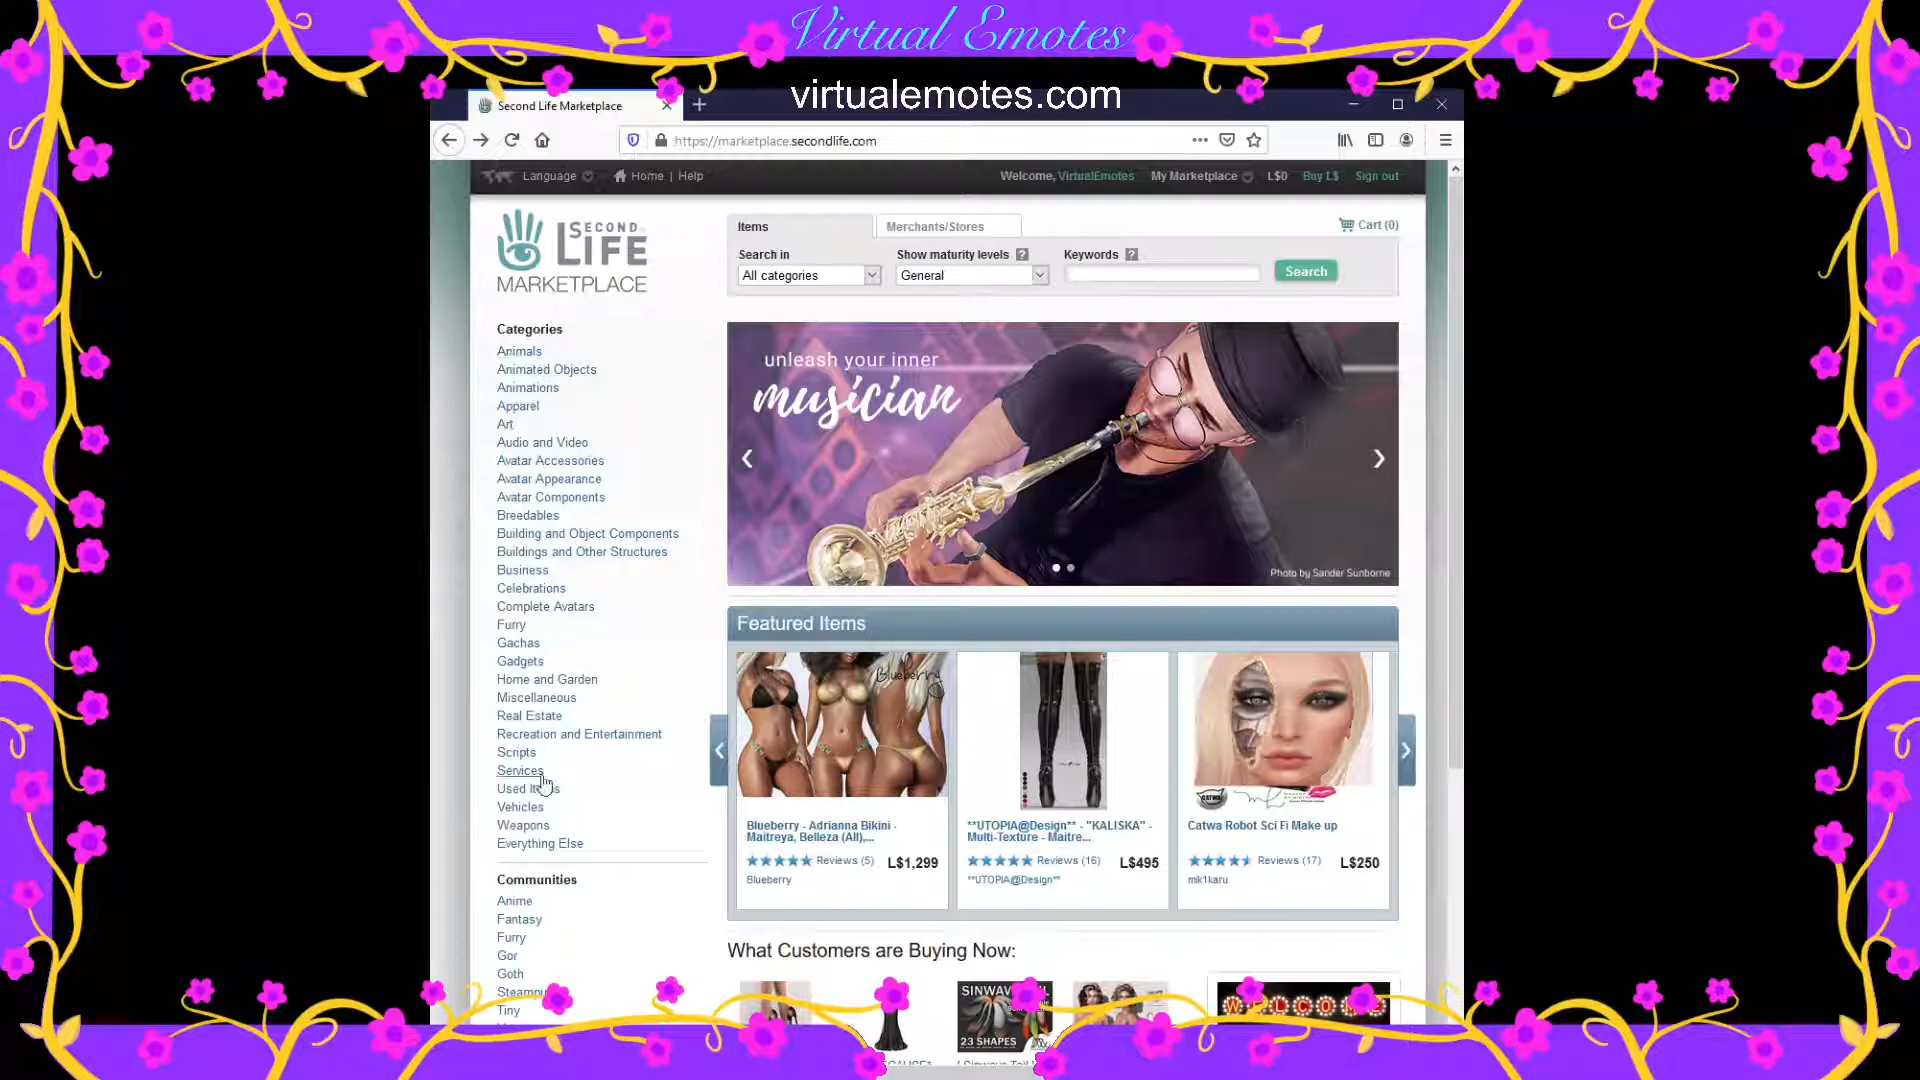 Virtual Emotes
virtualemotes.com
Second Life Marketplace
https://marketplace.secondlife.com
Language
Home | Help
Welcome, VirtualEmotes
My Marketplace
L$0
Buy L$
Sign out
SECOND
LIFE
MARKETPLACE
Items
Merchants/Stores
Cart (0)
Search in
Show maturity levels ?
Keywords ?
All categories
General
Search
Categories
Animals
Animated Objects
Animations
Apparel
Art
Audio and Video
Avatar Accessories
Avatar Appearance
Avatar Components
Breedables
Building and Object Components
Buildings and Other Structures
Business
Celebrations
Complete Avatars
Furry
Gachas
Gadgets
Home and Garden
Miscellaneous
Real Estate
Recreation and Entertainment
Scripts
Services
Used Items
Vehicles
Weapons
Everything Else
Communities
Anime
Fantasy
Furry
Gor
Goth
Steampu
Tiny
unleash your inner
musician
Photo by Sander Sunborne
Featured Items
Blueberry
Blueberry - Adrianna Bikini -
Maitreya, Belleza (All),...
Reviews (5)
L$1,299
Blueberry
**UTOPIA@Design** - "KALISKA" -
Multi-Texture - Maitre...
Reviews (16)
L$495
**UTOPIA@Design**
CATWA
Catwa Robot Sci Fi Make up
Reviews (17)
L$250
mik1karu
What Customers are Buying Now:
23 SHAPES
WELCOME